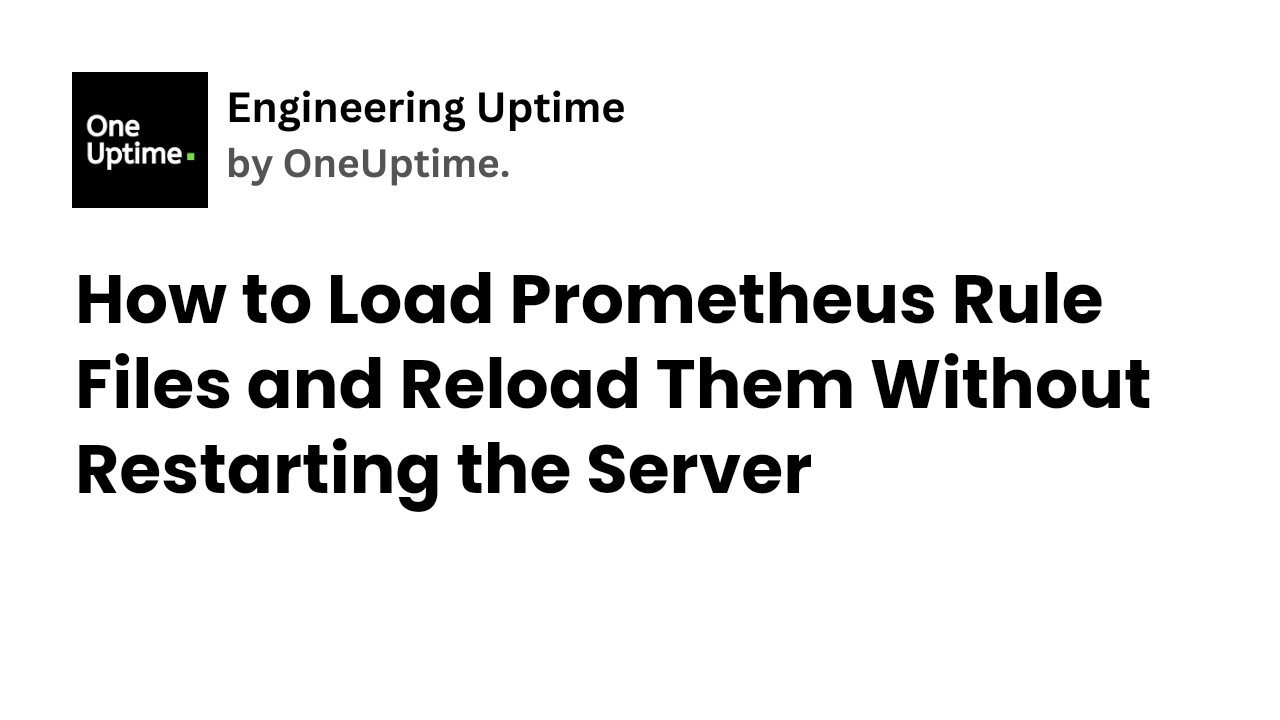 One
Uptime.
Engineering Uptime
by OneUptime.
How to Load Prometheus Rule
Files and Reload Them Without
Restarting the Server